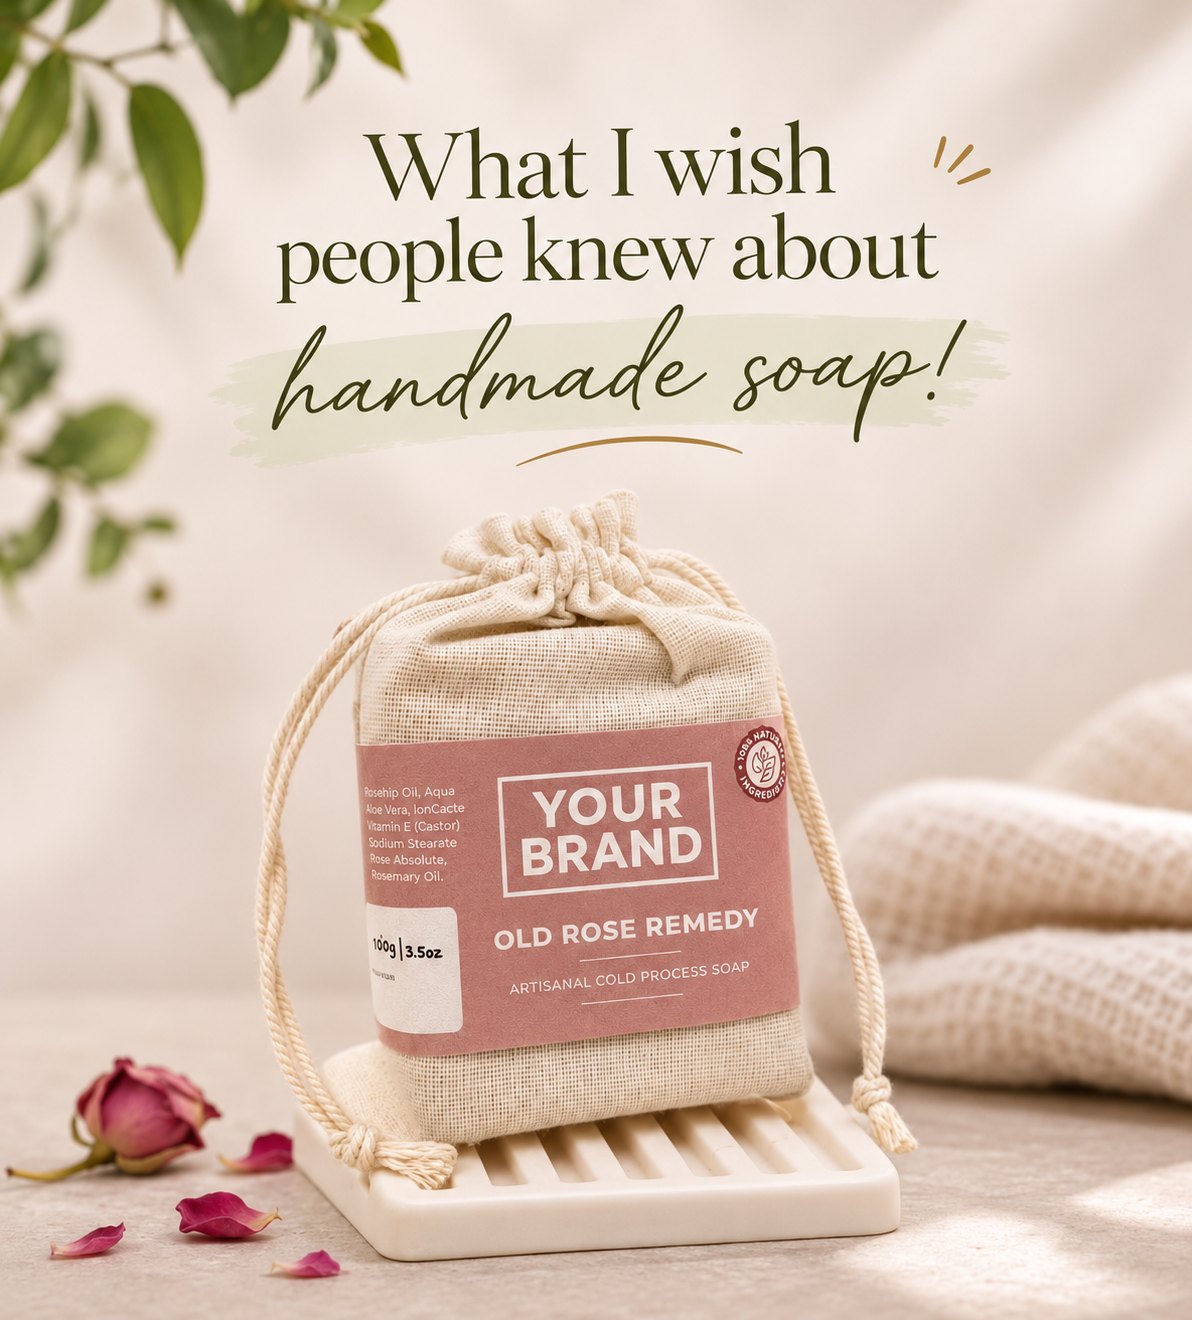 What I wish
people knew about
handmade soap!
Rosehip Oil, Aqua
Aloe Vera, IonCacte
Vitamin E (Castor)
Sodium Stearate
Rose Absolute,
Rosemary Oil.
100g | 3.5oz
YOUR
BRAND
OLD ROSE REMEDY
ARTISANAL COLD PROCESS SOAP